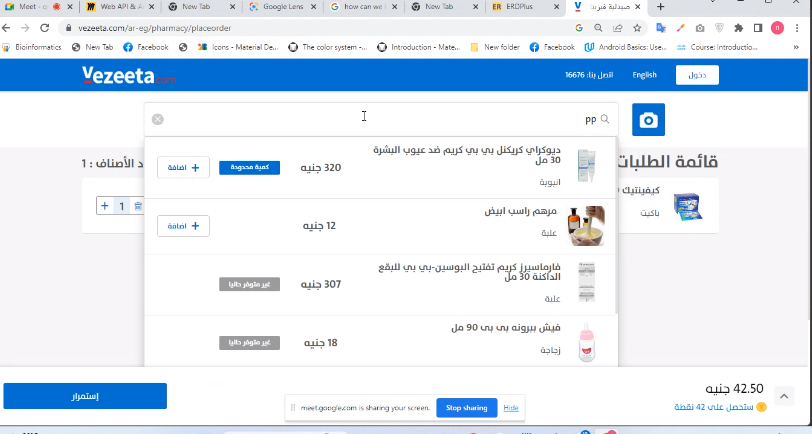 Meet - q
Web API & A
New Tab
Google Lens
how can we l
New Tab
ERDPlus
صيدلية فيزيت
vezeeta.com/ar-eg/pharmacy/placeorder
Bioinformatics
New Tab
Facebook
Icons - Material De...
The color system -...
Introduction - Mate...
New folder
Facebook
Android Basics: Use...
Course: Introductio...
Vezeeta.com
اتصل بنا: 16676
English
دخول
pp
قائمة الطلبات
د الأصناف : 1
ديوكراي كريكنل بي بي كريم ضد عيوب البشرة
30 مل
انبوبة
320 جنيه
كمية محدودة
اضافة +
مرهم راسب ابيض
علبة
12 جنيه
اضافة +
فارماسيرز كريم تفتيح البوسين-بي بي للبقع
الداكنة 30 مل
علبة
307 جنيه
غير متوفر حاليا
فيش ببرونه بى بى 90 مل
زجاجة
18 جنيه
غير متوفر حاليا
كيفينتيك
باكيت
+ 1
42.50 جنيه
ستحصل على 42 نقطة
إستمرار
meet.google.com is sharing your screen.
Stop sharing
Hide